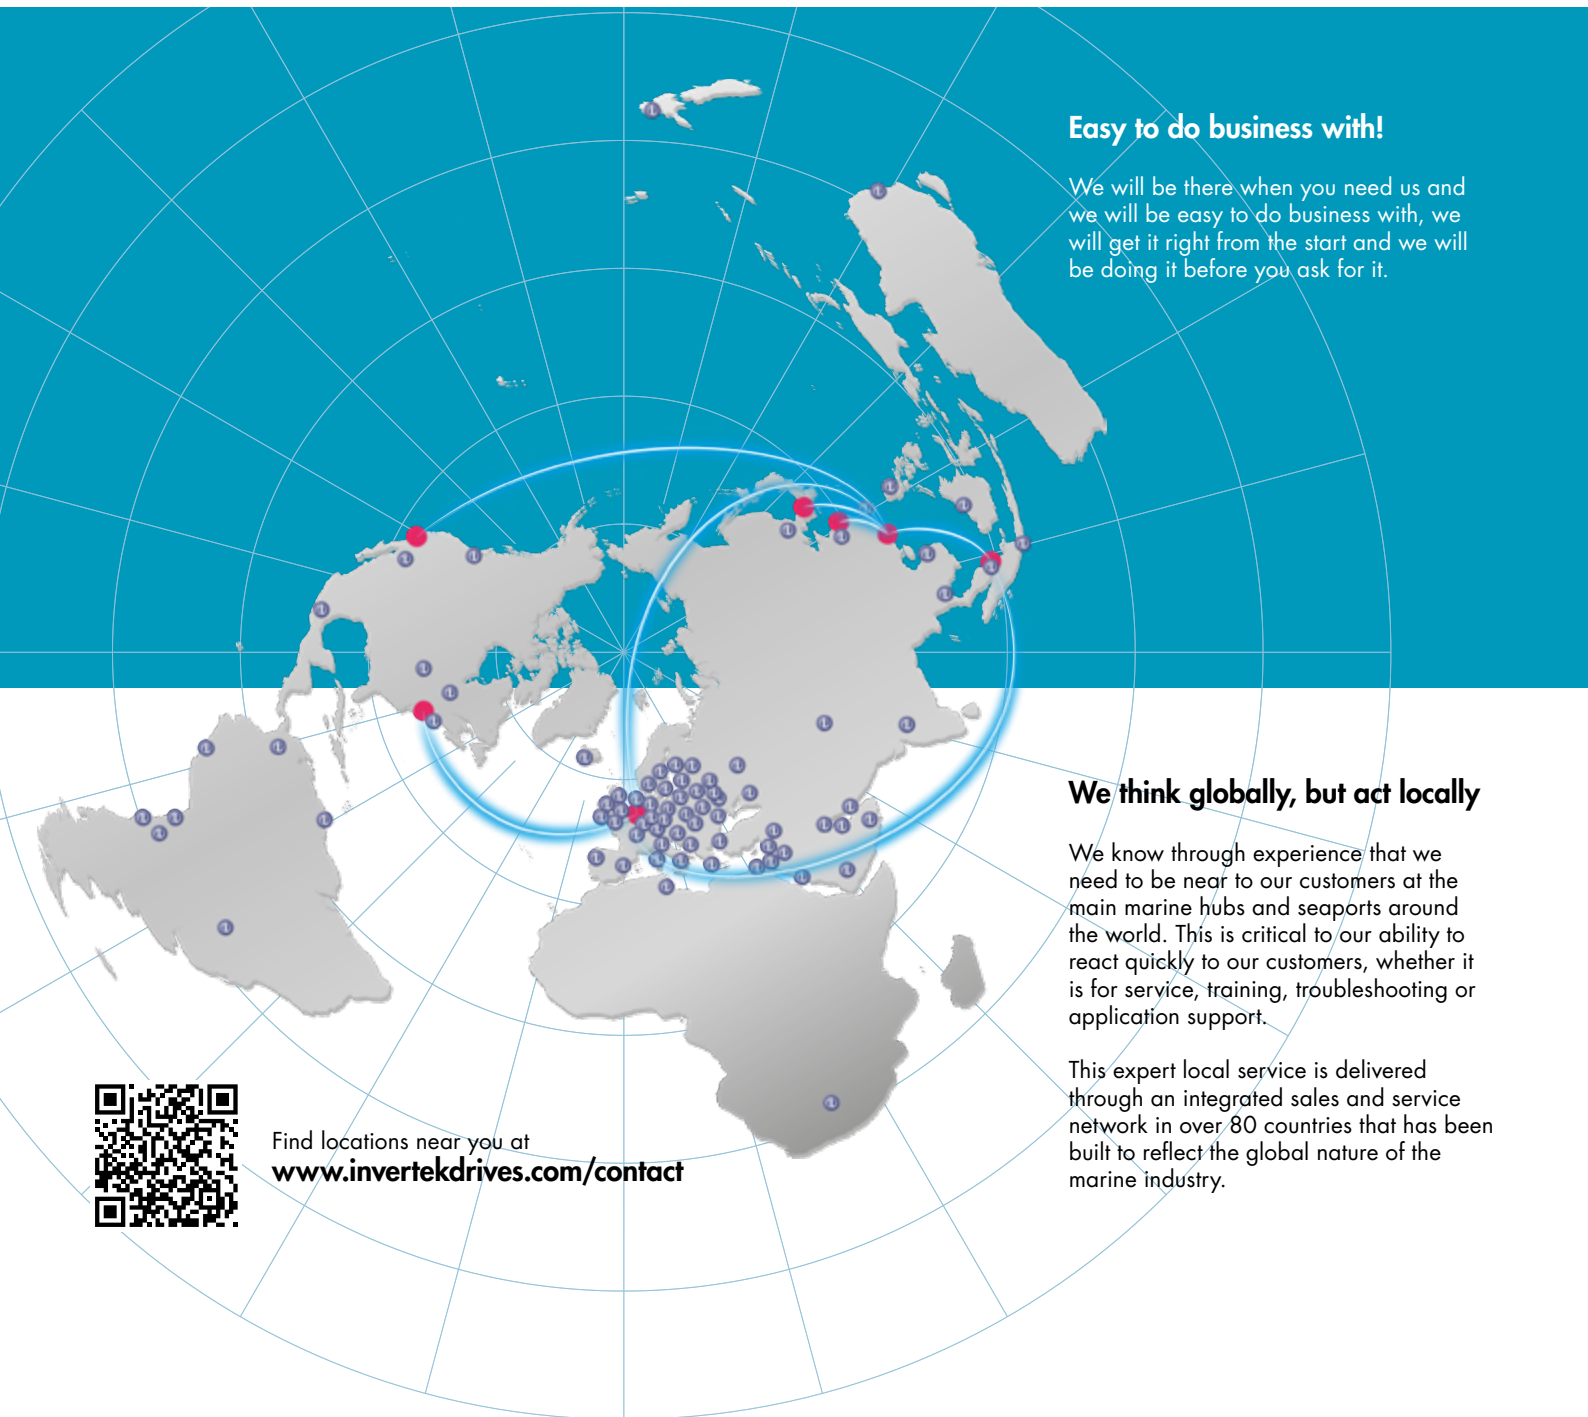 Easy to do business with!
We will be there when you need us and
we will be easy to do business with, we
will get it right from the start and we will
be doing it before you ask for it.
We think globally, but act locally
We know through experience that we
need to be near to our customers at the
main marine hubs and seaports around
the world. This is critical to our ability to
react quickly to our customers, whether it
is for service, training, troubleshooting or
application support.
This expert local service is delivered
through an integrated sales and service
network in over 80 countries that has been
built to reflect the global nature of the
marine industry.
Find locations near you at
www.invertekdrives.com/contact